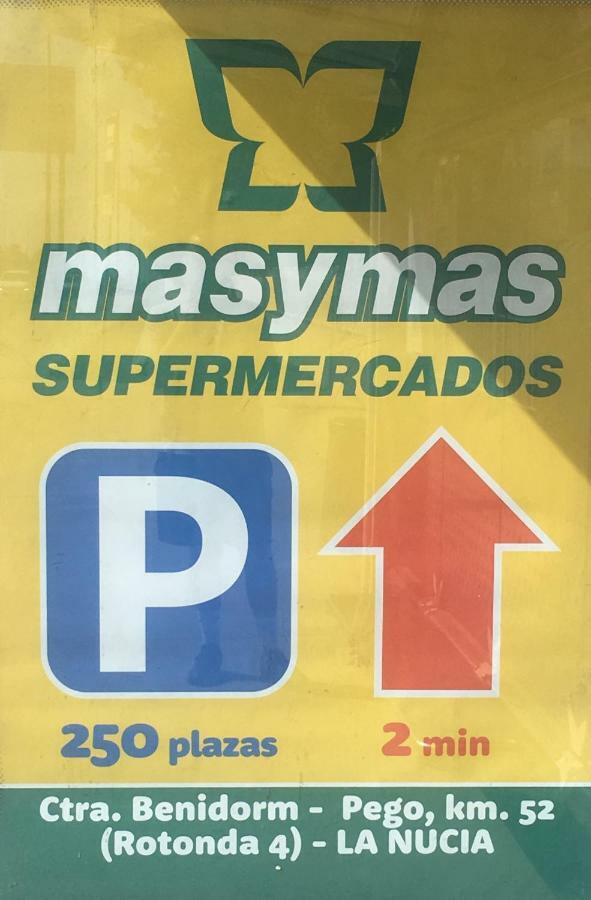 masymas
SUPERMERCADOS
P
250 plazas
2 min
Ctra. Benidorm - Pego, km. 52
(Rotonda 4) - LA NUCIA